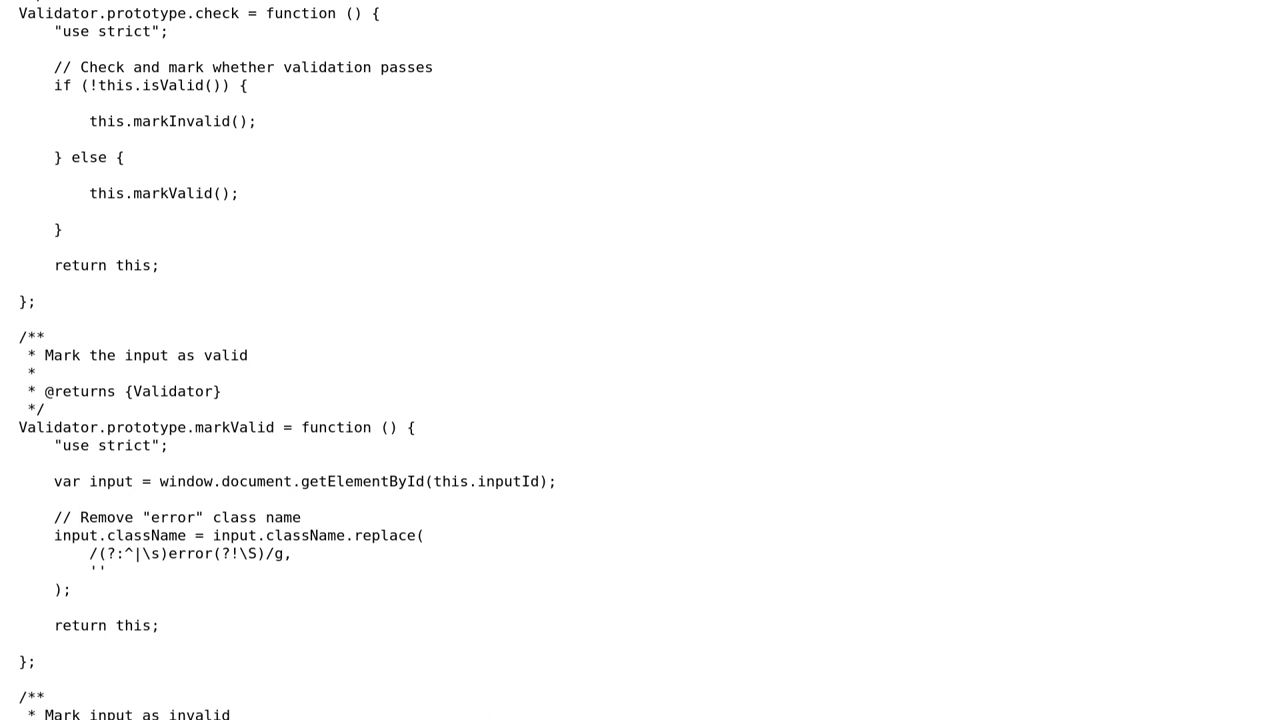 Validator.prototype.check = function () {
    "use strict";

    // Check and mark whether validation passes
    if (!this.isValid()) {

        this.markInvalid();

    } else {

        this.markValid();

    }

    return this;

};

/**
 * Mark the input as valid
 *
 * @returns {Validator}
 */
Validator.prototype.markValid = function () {
    "use strict";

    var input = window.document.getElementById(this.inputId);

    // Remove "error" class name
    input.className = input.className.replace(
        /(?:^|\s)error(?!\S)/g,
        ''
    );

    return this;

};

/**
 * Mark input as invalid